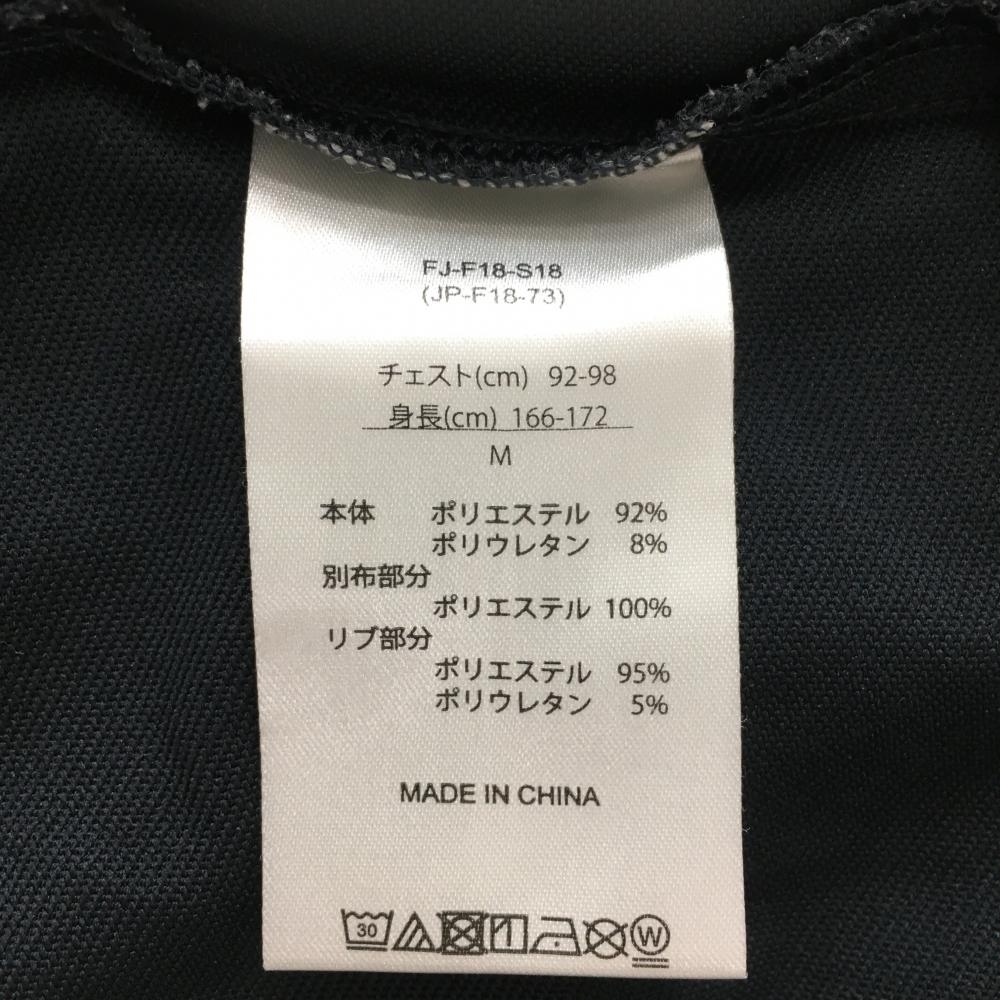 FJ-F18-S18
(JP-F18-73)
チェスト(cm) 92-98
身長(cm) 166-172
M
本体 ポリエステル 92%
ポリウレタン 8%
別布部分
ポリエステル 100%
リブ部分
ポリエステル 95%
ポリウレタン 5%
MADE IN CHINA
30 W